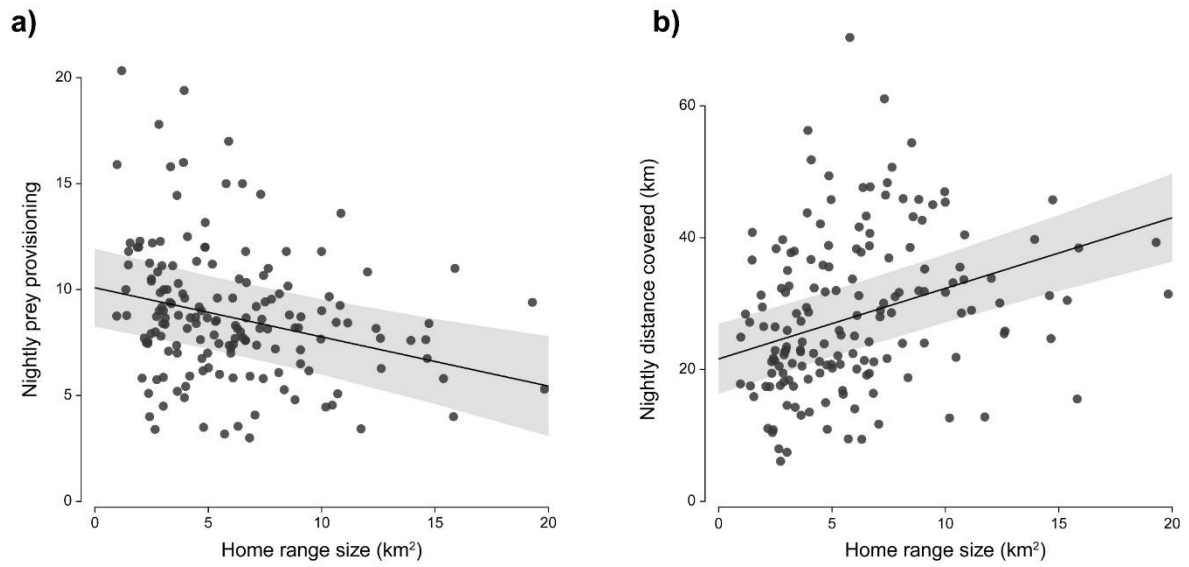 a)
Nightly prey provisioning
20
15
10
5
0
0 5 10 15 20
Home range size (km²)
b)
Nightly distance covered (km)
60
40
20
0
0 5 10 15 20
Home range size (km²)